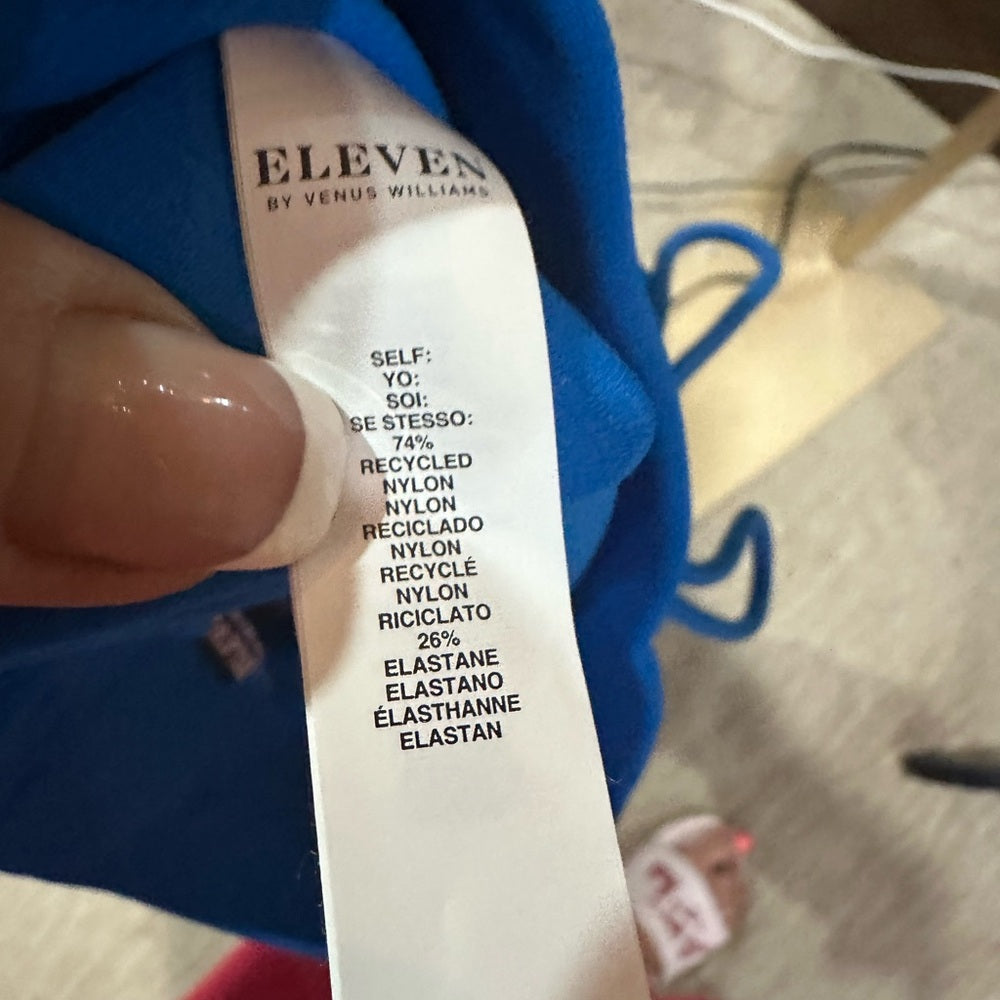 ELEVEN
BY VENUS WILLIAMS
SELF:
YO:
SOI:
SE STESSO:
74%
RECYCLED
NYLON
NYLON
RECICLADO
NYLON
RECYCLÉ
NYLON
RICICLATO
26%
ELASTANE
ELASTANO
ÉLASTHANNE
ELASTAN